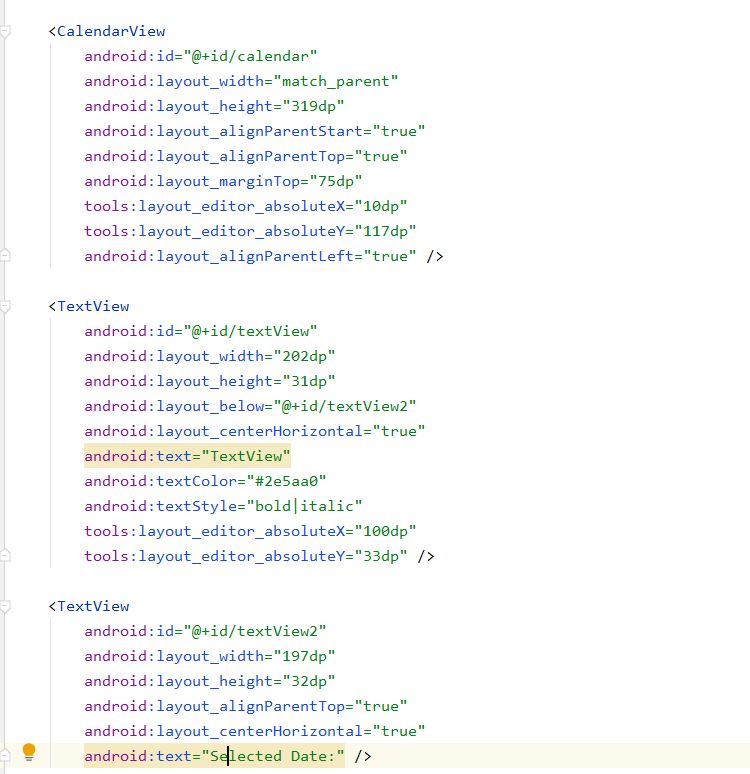 <CalendarView
android:id="@+id/calendar"
android:layout_width="match_parent"
android:layout_height="319dp"
android:layout_alignParentStart="true"
android:layout_alignParentTop="true"
android:layout_marginTop="75dp"
tools:layout_editor_absoluteX="10dp"
tools:layout_editor_absoluteY="117dp"
android:layout_alignParentLeft="true" />
<TextView
android:id="@+id/textView"
android:layout_width="202dp"
android:layout_height="31dp"
android:layout_below="@+id/textView2"
android:layout_centerHorizontal="true"
android:text="TextView"
android:textColor="#2e5aa0"
android:textStyle="bold|italic"
tools:layout_editor_absoluteX="100dp"
tools:layout_editor_absoluteY="33dp" />
<TextView
android:id="@+id/textView2"
android:layout_width="197dp"
android:layout_height="32dp"
android:layout_alignParentTop="true"
android:layout_centerHorizontal="true"
android:text="Selected Date:" />